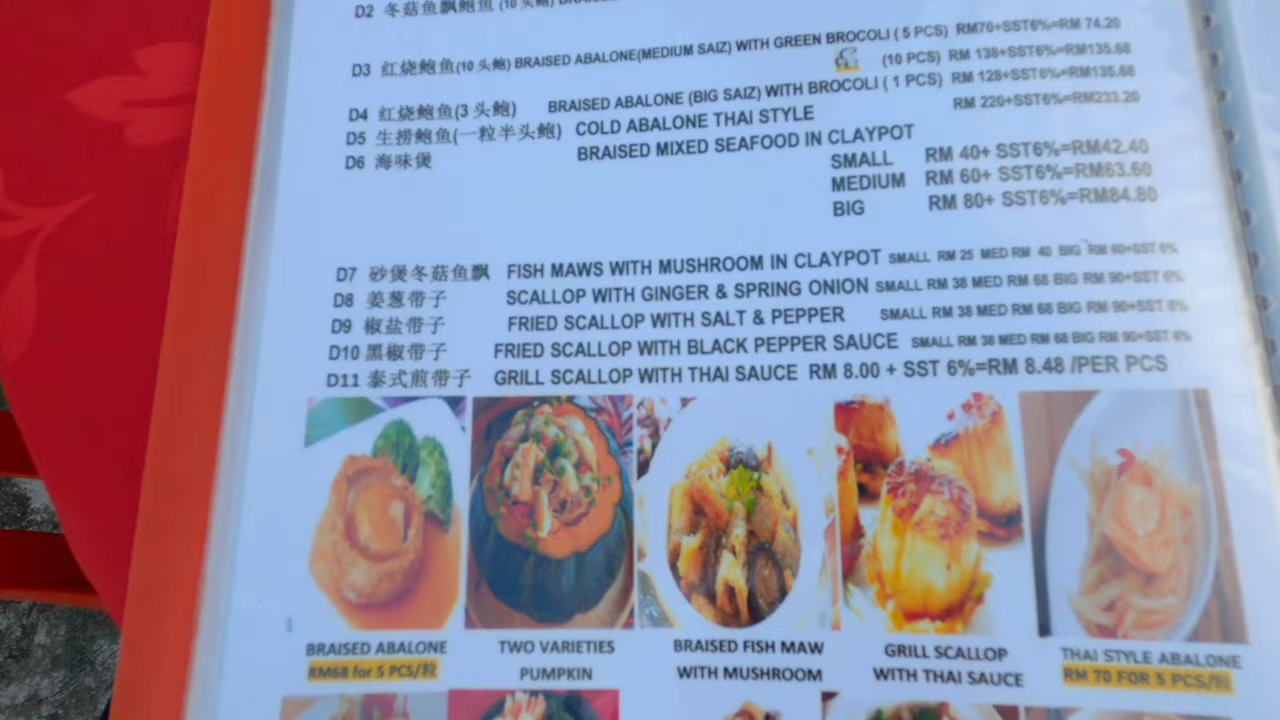 D2 冬菇鱼飘鲍鱼 (10 头鲍)
D3 红烧鲍鱼(10 头鲍) BRAISED ABALONE(MEDIUM SAIZ) WITH GREEN BROCOLI ( 5 PCS) RM70+SST6%=RM 74.20
(10 PCS) RM 138+SST6%=RM135.68
D4 红烧鲍鱼(3 头鲍) BRAISED ABALONE (BIG SAIZ) WITH BROCOLI ( 1 PCS) RM 128+SST6%=RM135.68
D5 生捞鲍鱼(一粒半头鲍) COLD ABALONE THAI STYLE RM 220+SST6%=RM233.20
D6 海味煲 BRAISED MIXED SEAFOOD IN CLAYPOT
SMALL RM 40+ SST6%=RM42.40
MEDIUM RM 60+ SST6%=RM63.60
BIG RM 80+ SST6%=RM84.80
D7 砂煲冬菇鱼飘 FISH MAWS WITH MUSHROOM IN CLAYPOT SMALL RM 25 MED RM 40 BIG RM 60+SST 6%
D8 姜葱带子 SCALLOP WITH GINGER & SPRING ONION SMALL RM 38 MED RM 68 BIG RM 90+SST 6%
D9 椒盐带子 FRIED SCALLOP WITH SALT & PEPPER SMALL RM 38 MED RM 68 BIG RM 90+SST 6%
D10 黑椒带子 FRIED SCALLOP WITH BLACK PEPPER SAUCE SMALL RM 38 MED RM 68 BIG RM 90+SST 6%
D11 泰式煎带子 GRILL SCALLOP WITH THAI SAUCE RM 8.00 + SST 6%=RM 8.48 /PER PCS
BRAISED ABALONE
RM68 for 5 PCS/粒
TWO VARIETIES
PUMPKIN
BRAISED FISH MAW
WITH MUSHROOM
GRILL SCALLOP
WITH THAI SAUCE
THAI STYLE ABALONE
RM 70 FOR 5 PCS/粒